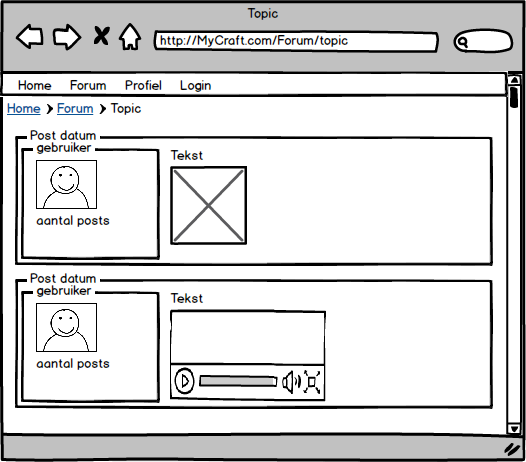 Topic
http://MyCraft.com/Forum/topic
Home Forum Profiel Login
Home > Forum > Topic
Post datum
gebruiker
Tekst
aantal posts
Post datum
gebruiker
Tekst
aantal posts